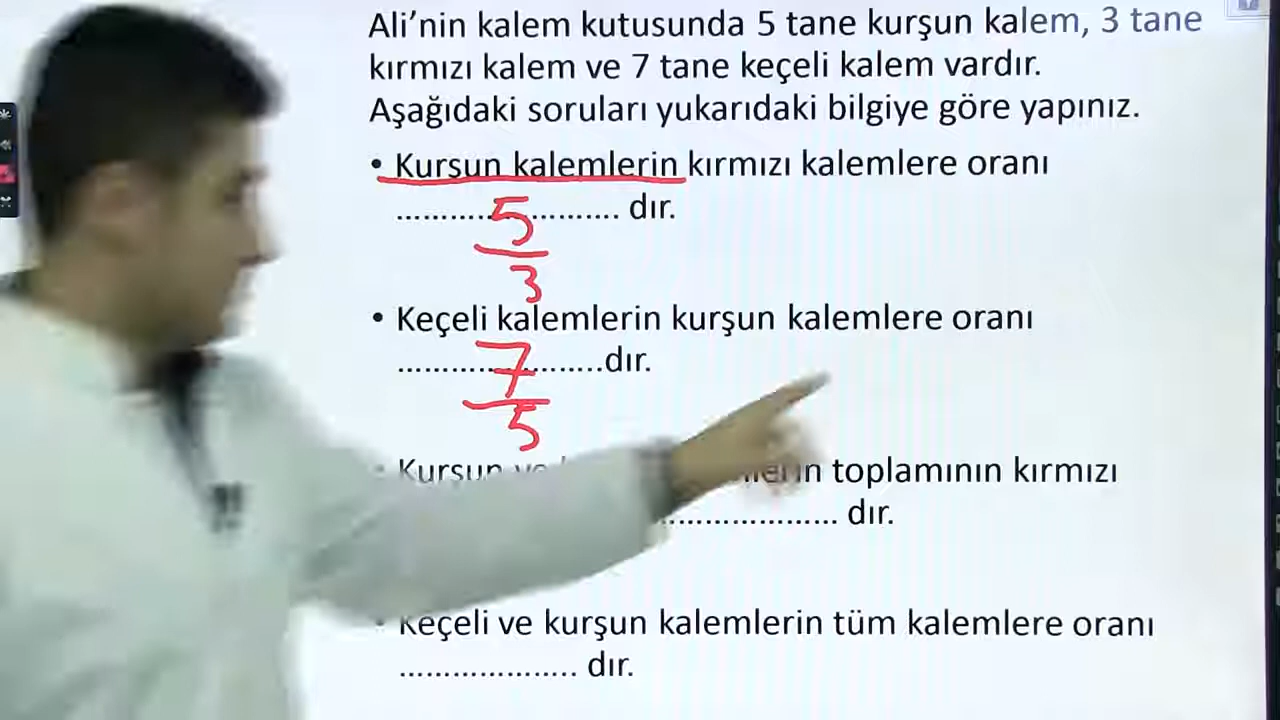 Ali’nin kalem kutusunda 5 tane kurşun kalem, 3 tane
kırmızı kalem ve 7 tane keçeli kalem vardır.
Aşağıdaki soruları yukarıdaki bilgiye göre yapınız.
• Kurşun kalemlerin kırmızı kalemlere oranı
........................ dır.
5
3
• Keçeli kalemlerin kurşun kalemlere oranı
.......................dır.
7
5
• Kurşun toplamının kırmızı
................... dır.
• Keçeli ve kurşun kalemlerin tüm kalemlere oranı
.................... dır.